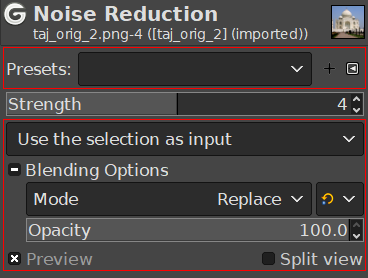 Noise Reduction
taj_orig_2.png-4 ([taj_orig_2] (imported))
Presets:
Strength 4
Use the selection as input
Blending Options
Mode Replace
Opacity 100.0
Preview Split view